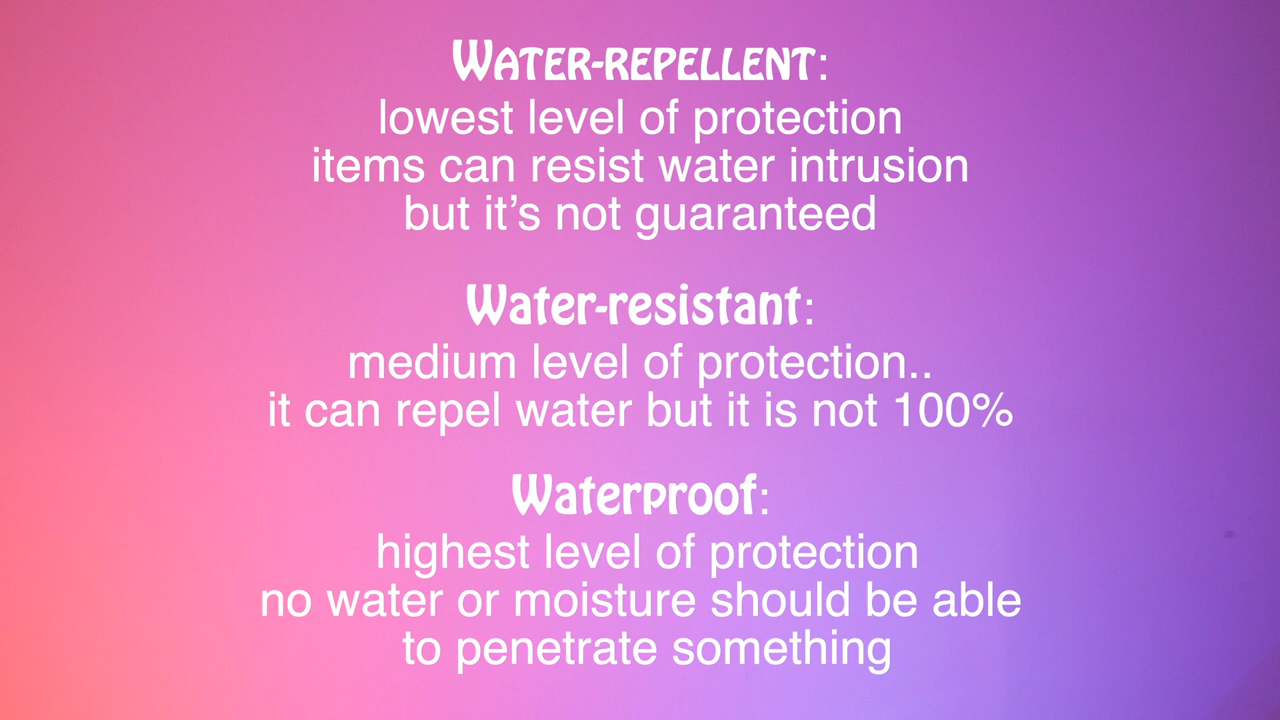 WATER-REPELLENT:
lowest level of protection
items can resist water intrusion
but it’s not guaranteed
Water-resistant:
medium level of protection..
it can repel water but it is not 100%
Waterproof:
highest level of protection
no water or moisture should be able
to penetrate something